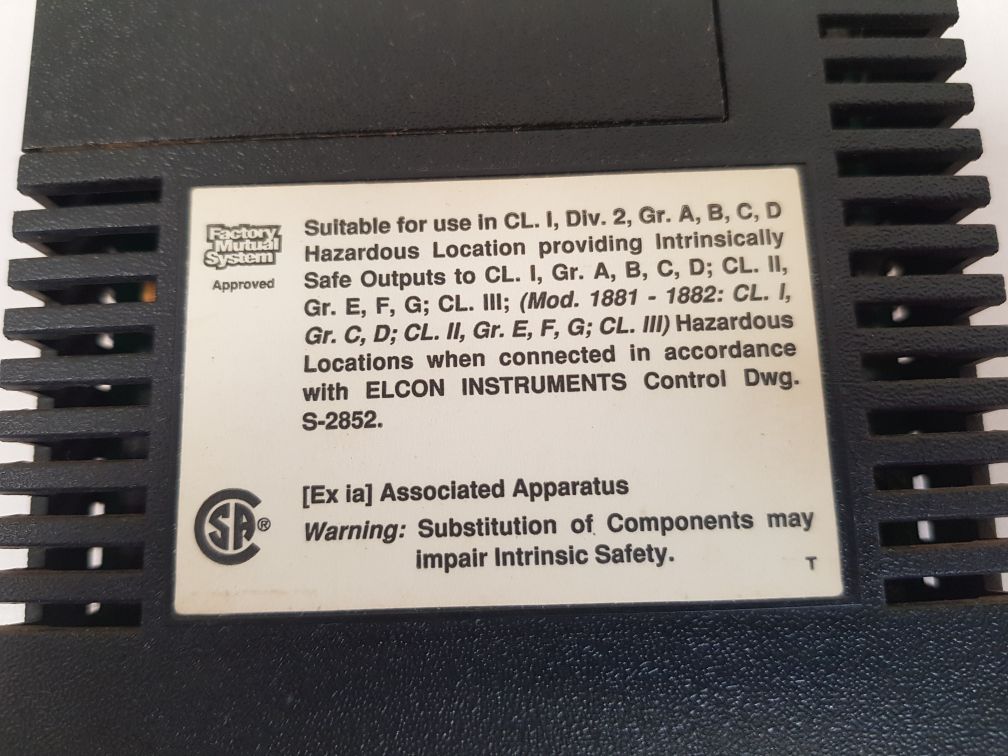 Factory
Mutual
System
Approved
Suitable for use in CL. I, Div. 2, Gr. A, B, C, D
Hazardous Location providing Intrinsically
Safe Outputs to CL. I, Gr. A, B, C, D; CL. II,
Gr. E, F, G; CL. III; (Mod. 1881 - 1882: CL. I,
Gr. C, D; CL. II, Gr. E, F, G; CL. III) Hazardous
Locations when connected in accordance
with ELCON INSTRUMENTS Control Dwg.
S-2852.
SA®
[Ex ia] Associated Apparatus
Warning: Substitution of Components may
impair Intrinsic Safety.
T